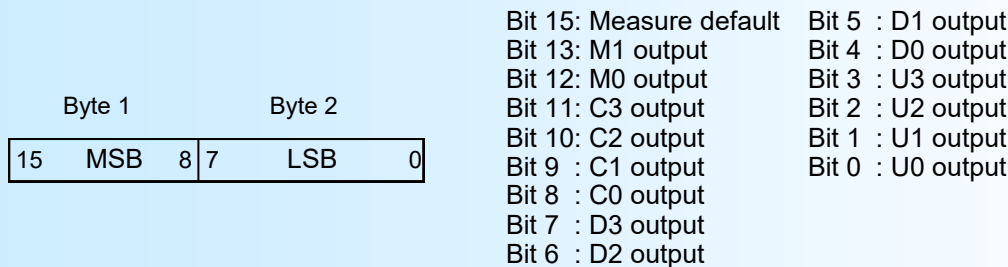 Byte 1 Byte 2
15 MSB 8 7 LSB 0
Bit 15: Measure default
Bit 13: M1 output
Bit 12: M0 output
Bit 11: C3 output
Bit 10: C2 output
Bit 9 : C1 output
Bit 8 : C0 output
Bit 7 : D3 output
Bit 6 : D2 output
Bit 5 : D1 output
Bit 4 : D0 output
Bit 3 : U3 output
Bit 2 : U2 output
Bit 1 : U1 output
Bit 0 : U0 output